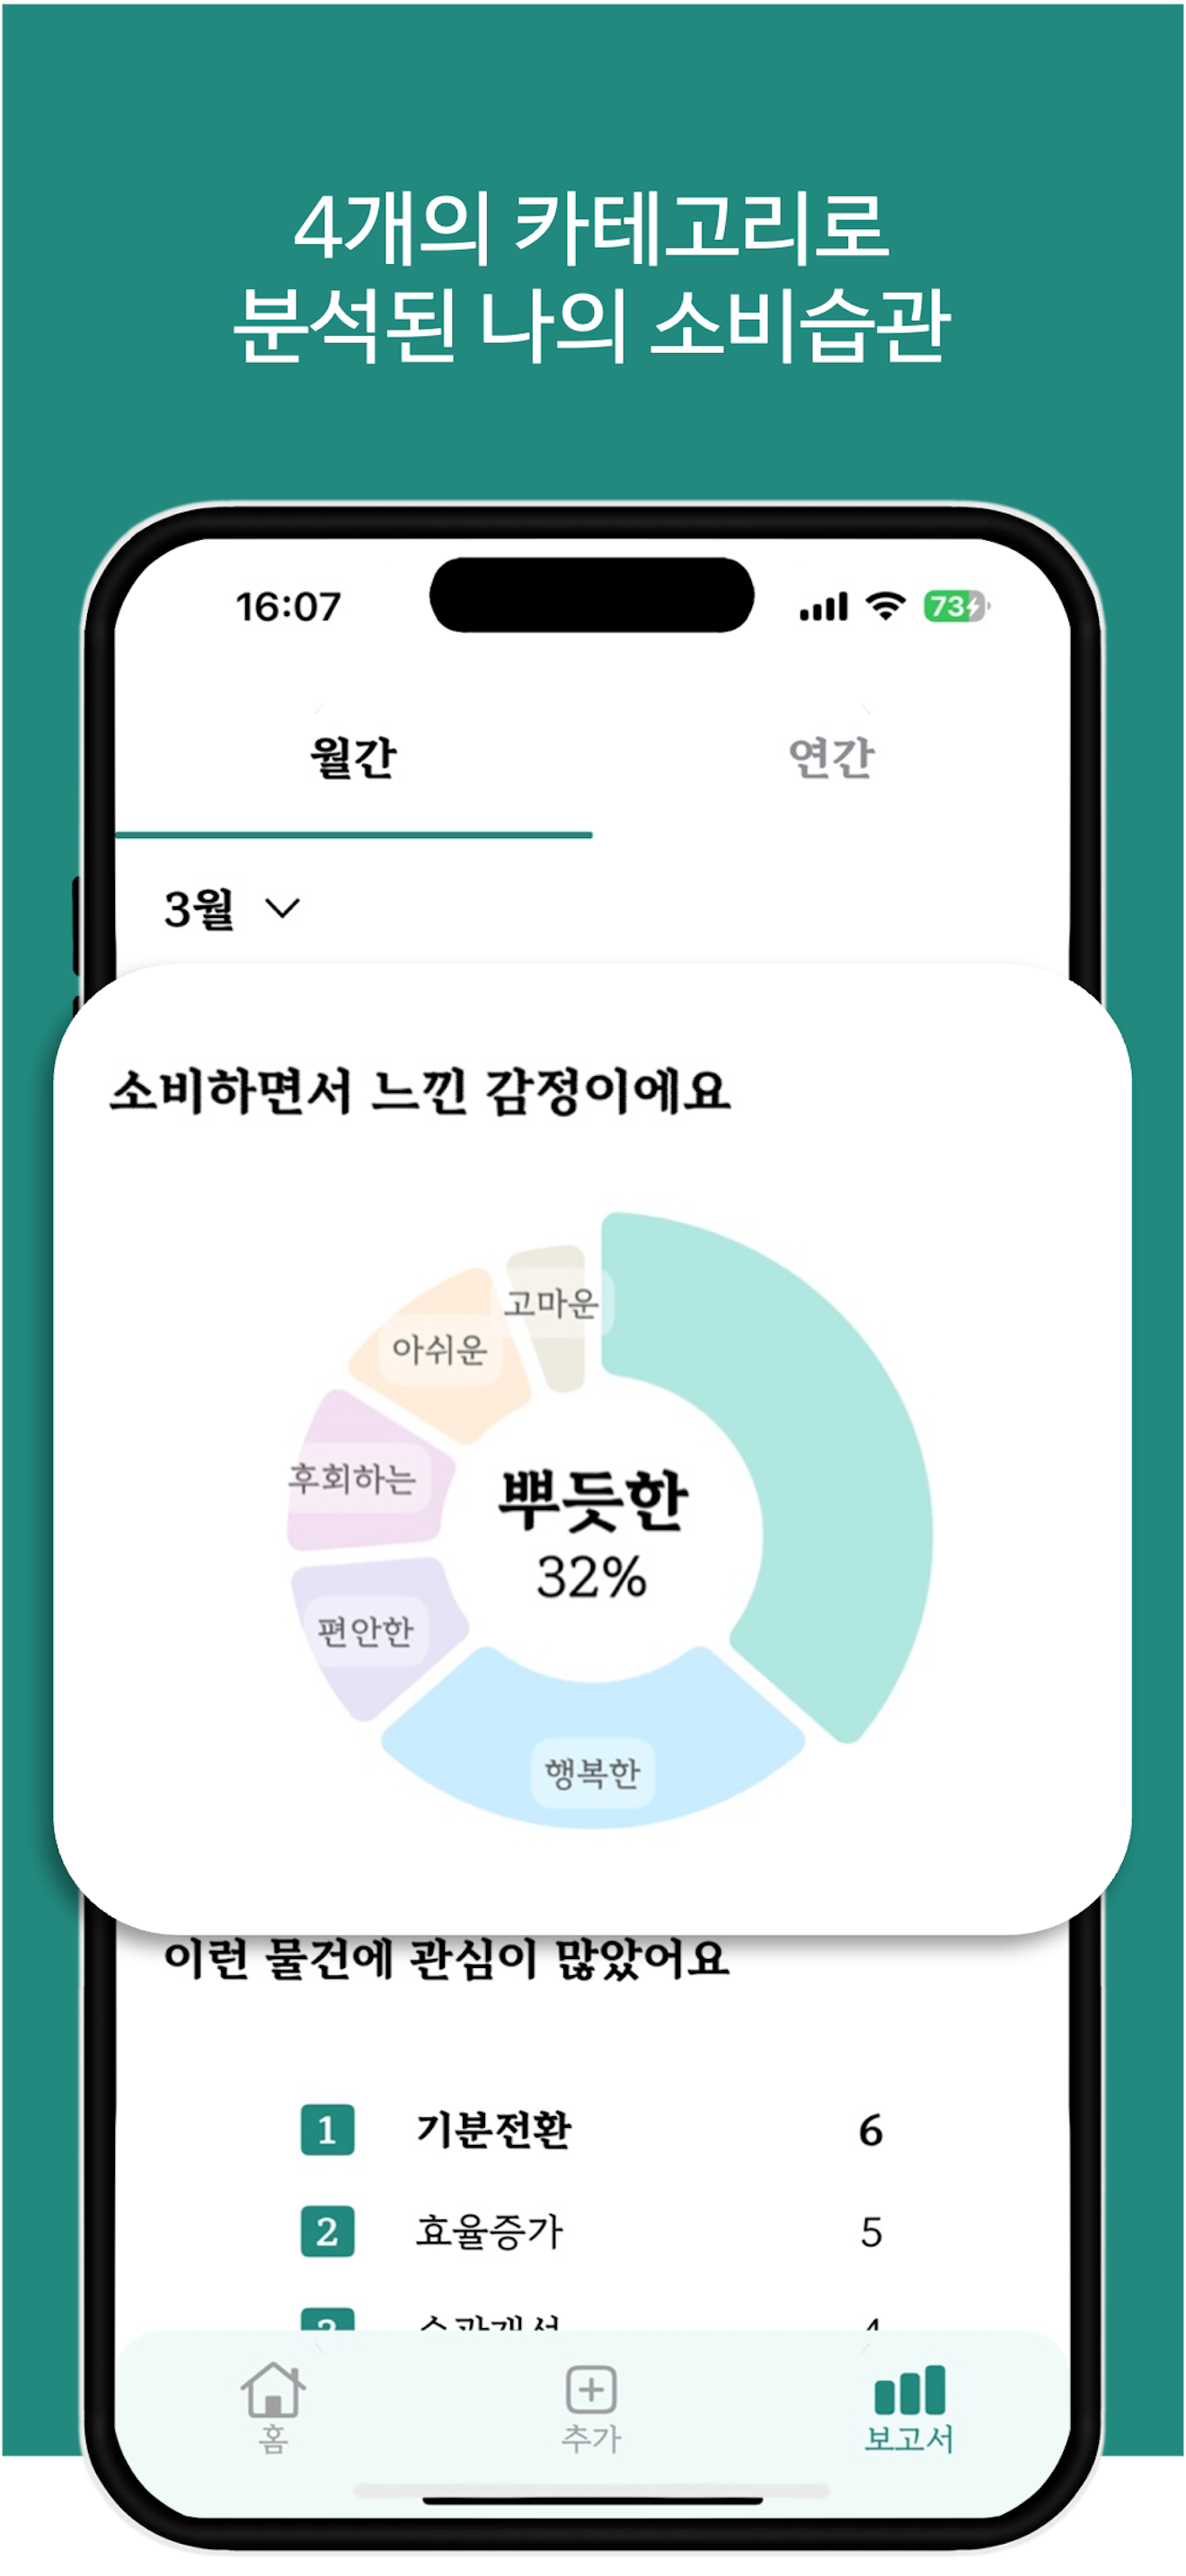 4개의 카테고리로
분석된 나의 소비습관
16:07
73
월간 연간
3월
소비하면서 느낀 감정이에요
고마운
아쉬운
후회하는
뿌듯한
32%
편안한
행복한
이런 물건에 관심이 많았어요
1 기분전환 6
2 효율증가 5
홈 추가 보고서